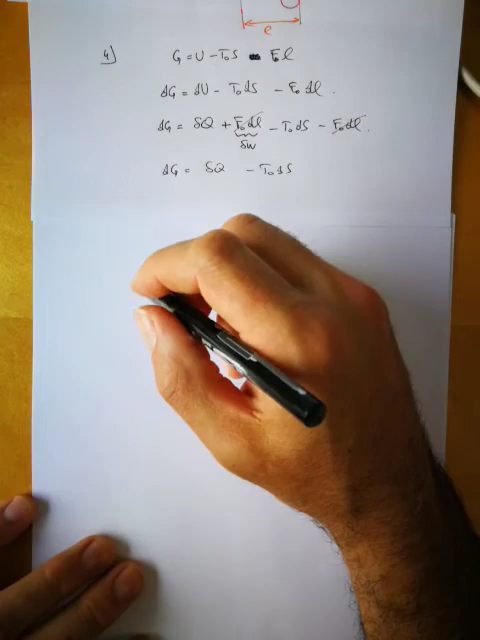 e
4) G = U - T₀S - F₀l
dG = dU - T₀dS - F₀dl.
dG = δQ + F₀dl - T₀dS - F₀dl.
δW
dG = δQ - T₀dS